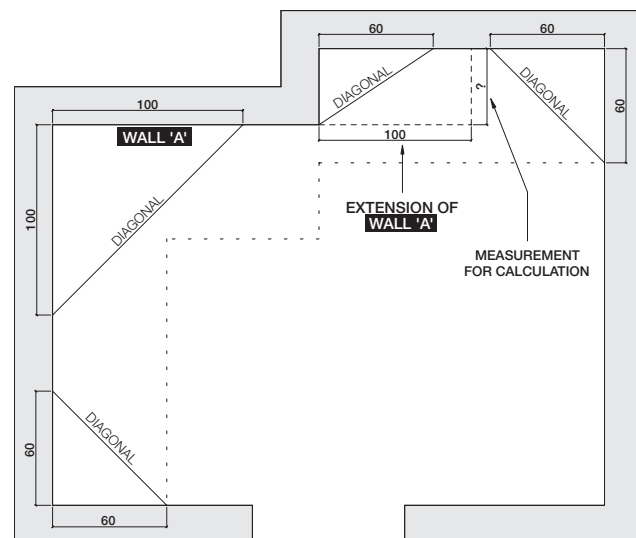 60
60
DIAGONAL
?
DIAGONAL
60
100
WALL 'A'
100
100
DIAGONAL
EXTENSION OF
WALL 'A'
MEASUREMENT
FOR CALCULATION
DIAGONAL
60
60